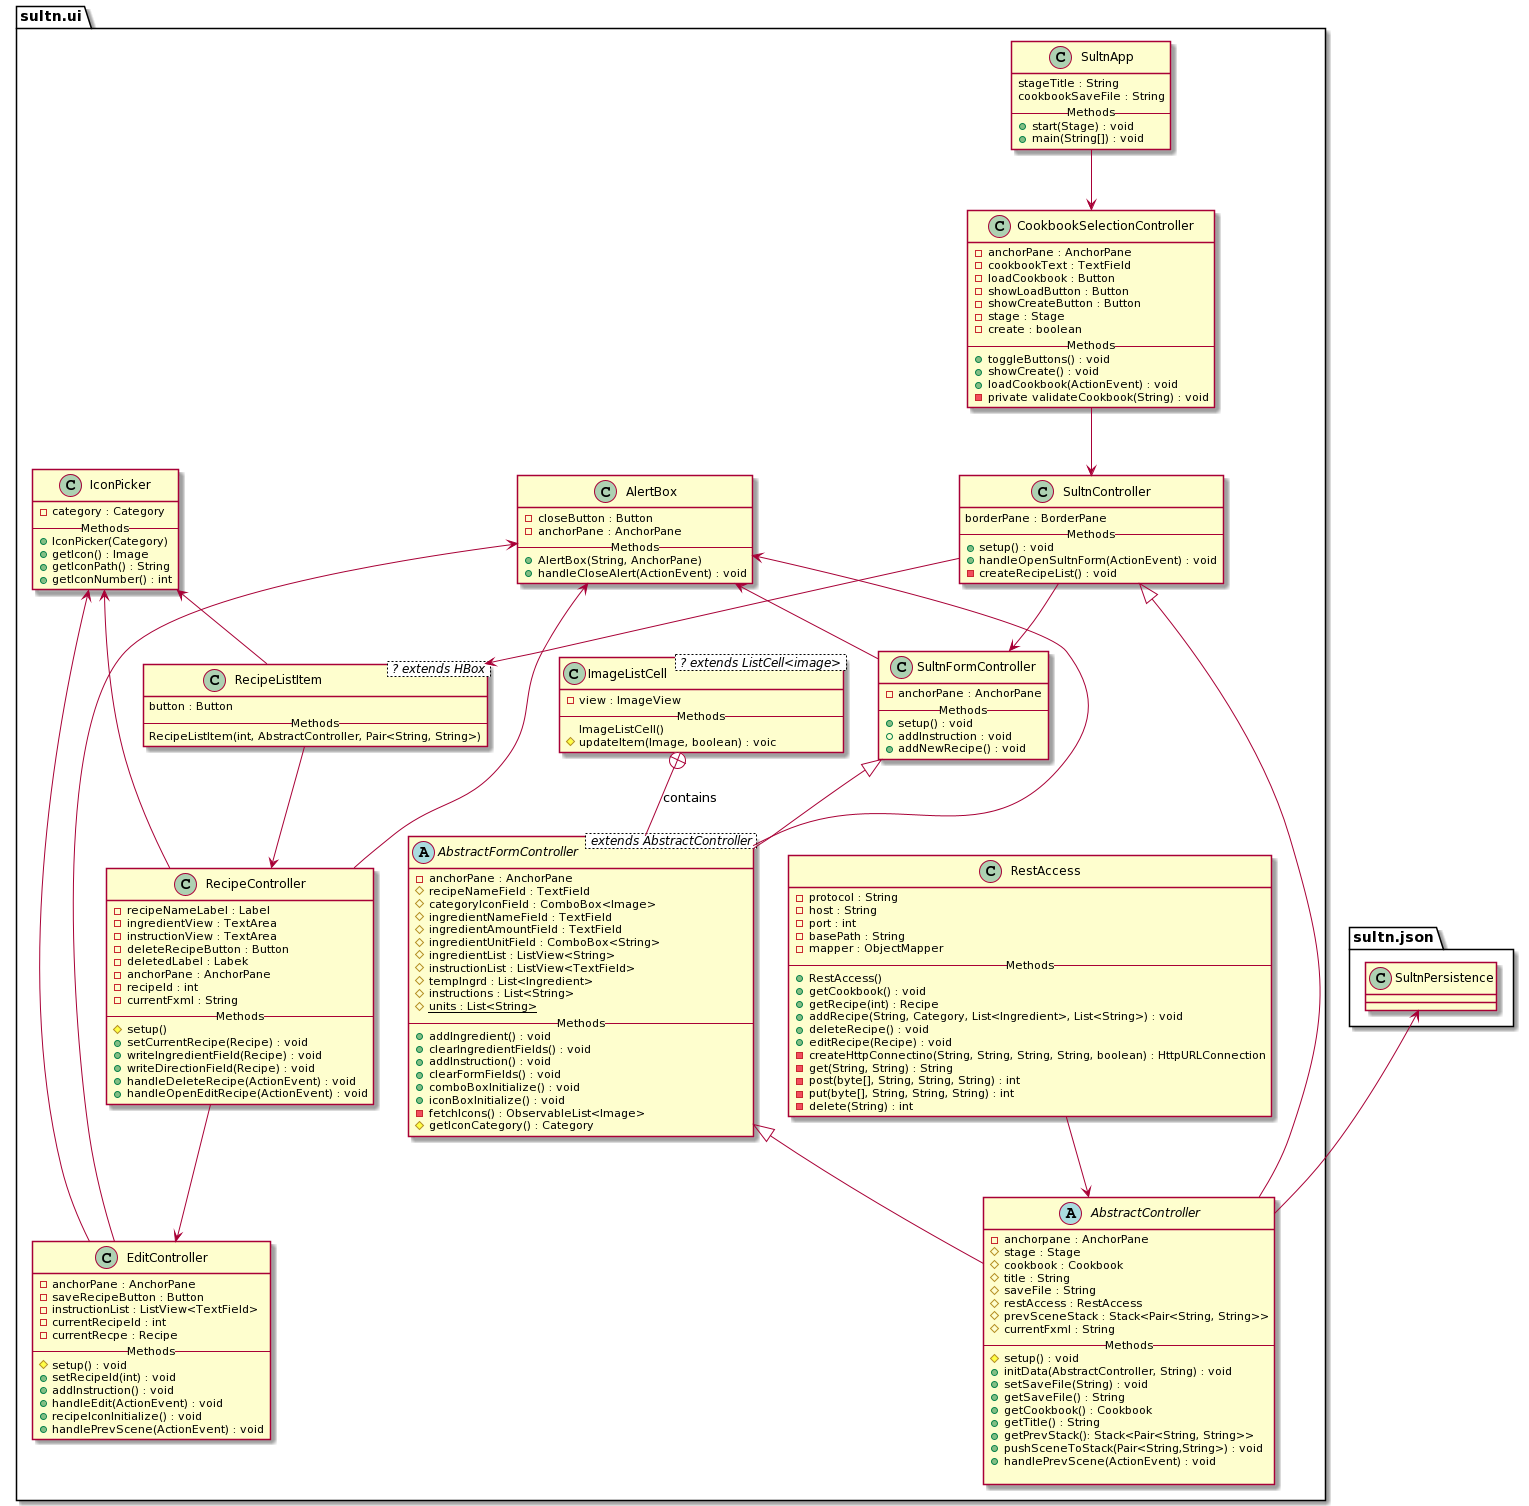 sultn.ui
SultnApp
stageTitle : String
cookbookSaveFile : String
Methods
start(Stage) : void
main(String[]) : void
CookbookSelectionController
anchorPane : AnchorPane
cookbookText : TextField
loadCookbook : Button
showLoadButton : Button
showCreateButton : Button
stage : Stage
create : boolean
Methods
toggleButtons() : void
showCreate() : void
loadCookbook(ActionEvent) : void
private validateCookbook(String) : void
IconPicker
category : Category
Methods
IconPicker(Category)
getIcon() : Image
getIconPath() : String
getIconNumber() : int
AlertBox
closeButton : Button
anchorPane : AnchorPane
Methods
AlertBox(String, AnchorPane)
handleCloseAlert(ActionEvent) : void
SultnController
borderPane : BorderPane
Methods
setup() : void
handleOpenSultnForm(ActionEvent) : void
createRecipeList() : void
RecipeListItem
? extends HBox
button : Button
Methods
RecipeListItem(int, AbstractController, Pair<String, String>)
ImageListCell
? extends ListCell<image>
view : ImageView
Methods
ImageListCell()
updateItem(Image, boolean) : voic
SultnFormController
anchorPane : AnchorPane
Methods
setup() : void
addInstruction : void
addNewRecipe() : void
contains
RecipeController
recipeNameLabel : Label
ingredientView : TextArea
instructionView : TextArea
deleteRecipeButton : Button
deletedLabel : Labek
anchorPane : AnchorPane
recipeId : int
currentFxml : String
Methods
setup()
setCurrentRecipe(Recipe) : void
writeIngredientField(Recipe) : void
writeDirectionField(Recipe) : void
handleDeleteRecipe(ActionEvent) : void
handleOpenEditRecipe(ActionEvent) : void
AbstractFormController
extends AbstractController
anchorPane : AnchorPane
recipeNameField : TextField
categoryIconField : ComboBox<Image>
ingredientNameField : TextField
ingredientAmountField : TextField
ingredientUnitField : ComboBox<String>
ingredientList : ListView<String>
instructionList : ListView<TextField>
tempIngrd : List<Ingredient>
instructions : List<String>
units : List<String>
Methods
addIngredient() : void
clearIngredientFields() : void
addInstruction() : void
clearFormFields() : void
comboBoxInitialize() : void
iconBoxInitialize() : void
fetchIcons() : ObservableList<Image>
getIconCategory() : Category
RestAccess
protocol : String
host : String
port : int
basePath : String
mapper : ObjectMapper
Methods
RestAccess()
getCookbook() : void
getRecipe(int) : Recipe
addRecipe(String, Category, List<Ingredient>, List<String>) : void
deleteRecipe() : void
editRecipe(Recipe) : void
createHttpConnectino(String, String, String, String, boolean) : HttpURLConnection
get(String, String) : String
post(byte[], String, String, String) : int
put(byte[], String, String, String) : int
delete(String) : int
sultn.json
SultnPersistence
EditController
anchorPane : AnchorPane
saveRecipeButton : Button
instructionList : ListView<TextField>
currentRecipeId : int
currentRecpe : Recipe
Methods
setup() : void
setRecipeId(int) : void
addInstruction() : void
handleEdit(ActionEvent) : void
recipeIconInitialize() : void
handlePrevScene(ActionEvent) : void
AbstractController
anchorpane : AnchorPane
stage : Stage
cookbook : Cookbook
title : String
saveFile : String
restAccess : RestAccess
prevSceneStack : Stack<Pair<String, String>>
currentFxml : String
Methods
setup() : void
initData(AbstractController, String) : void
setSaveFile(String) : void
getSaveFile() : String
getCookbook() : Cookbook
getTitle() : String
getPrevStack(): Stack<Pair<String, String>>
pushSceneToStack(Pair<String,String>) : void
handlePrevScene(ActionEvent) : void